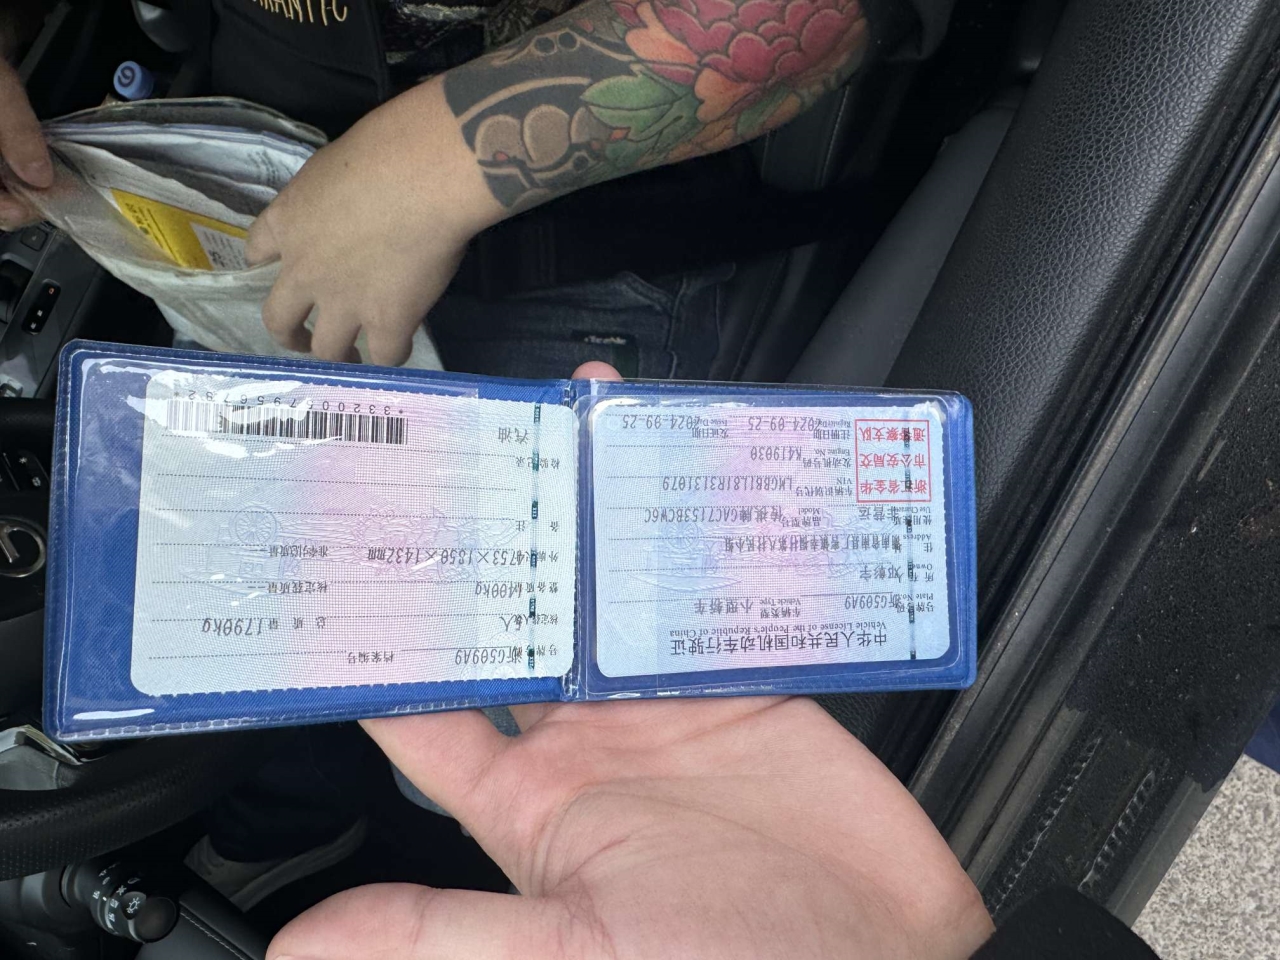 中华人民共和国机动车行驶证
Vehicle License of the People's Republic of China
号牌号码 浙G509A9 车辆类型 小型轿车
Plate No. Vehicle Type
所有人 邓彰宇
Owner
住
Address
使用性质 非营运 品牌型号 传祺牌GAC7153BCW6C
Use Character Model
浙江省金华市公安局交通警察支队
车辆识别代号 LMGBB1L81R3131079
VIN
发动机号码 K419030
Engine No.
注册日期 2024-09-25 发证日期 2024-09-25
Register Date Issue Date
号牌号码 浙G509A9 档案编号
核定载人数 总质量 1790kg
整备质量 1400kg 核定载质量 --
外廓尺寸 4753×1850×1432mm 准牵引总质量 --
备注
检验记录
汽油